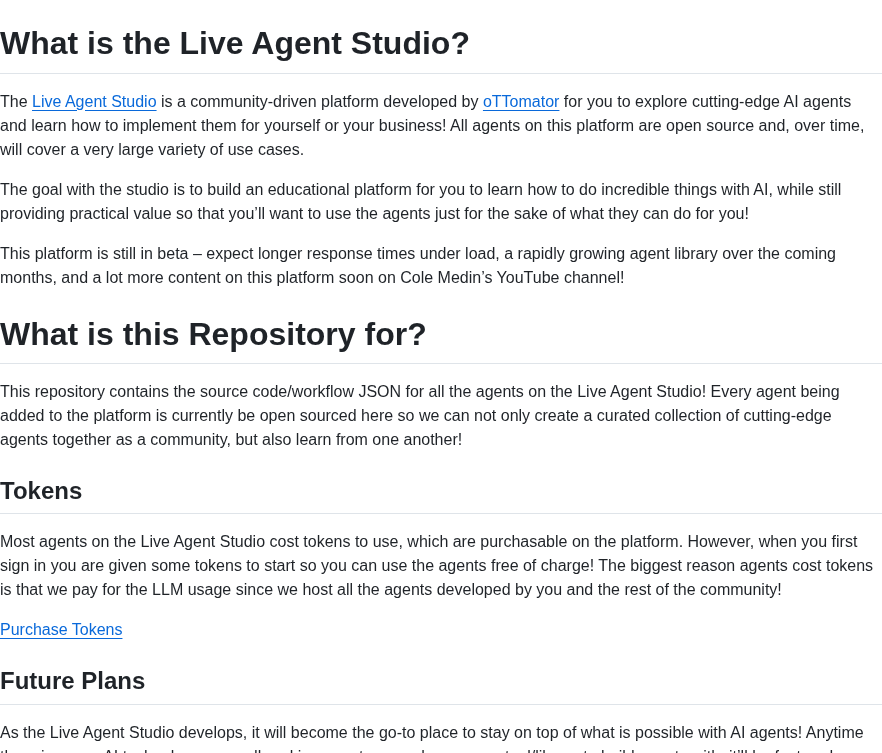 What is the Live Agent Studio?
The Live Agent Studio is a community-driven platform developed by oTTomator for you to explore cutting-edge AI agents
and learn how to implement them for yourself or your business! All agents on this platform are open source and, over time,
will cover a very large variety of use cases.
The goal with the studio is to build an educational platform for you to learn how to do incredible things with AI, while still
providing practical value so that you’ll want to use the agents just for the sake of what they can do for you!
This platform is still in beta – expect longer response times under load, a rapidly growing agent library over the coming
months, and a lot more content on this platform soon on Cole Medin’s YouTube channel!
What is this Repository for?
This repository contains the source code/workflow JSON for all the agents on the Live Agent Studio! Every agent being
added to the platform is currently be open sourced here so we can not only create a curated collection of cutting-edge
agents together as a community, but also learn from one another!
Tokens
Most agents on the Live Agent Studio cost tokens to use, which are purchasable on the platform. However, when you first
sign in you are given some tokens to start so you can use the agents free of charge! The biggest reason agents cost tokens
is that we pay for the LLM usage since we host all the agents developed by you and the rest of the community!
Purchase Tokens
Future Plans
As the Live Agent Studio develops, it will become the go-to place to stay on top of what is possible with AI agents! Anytime